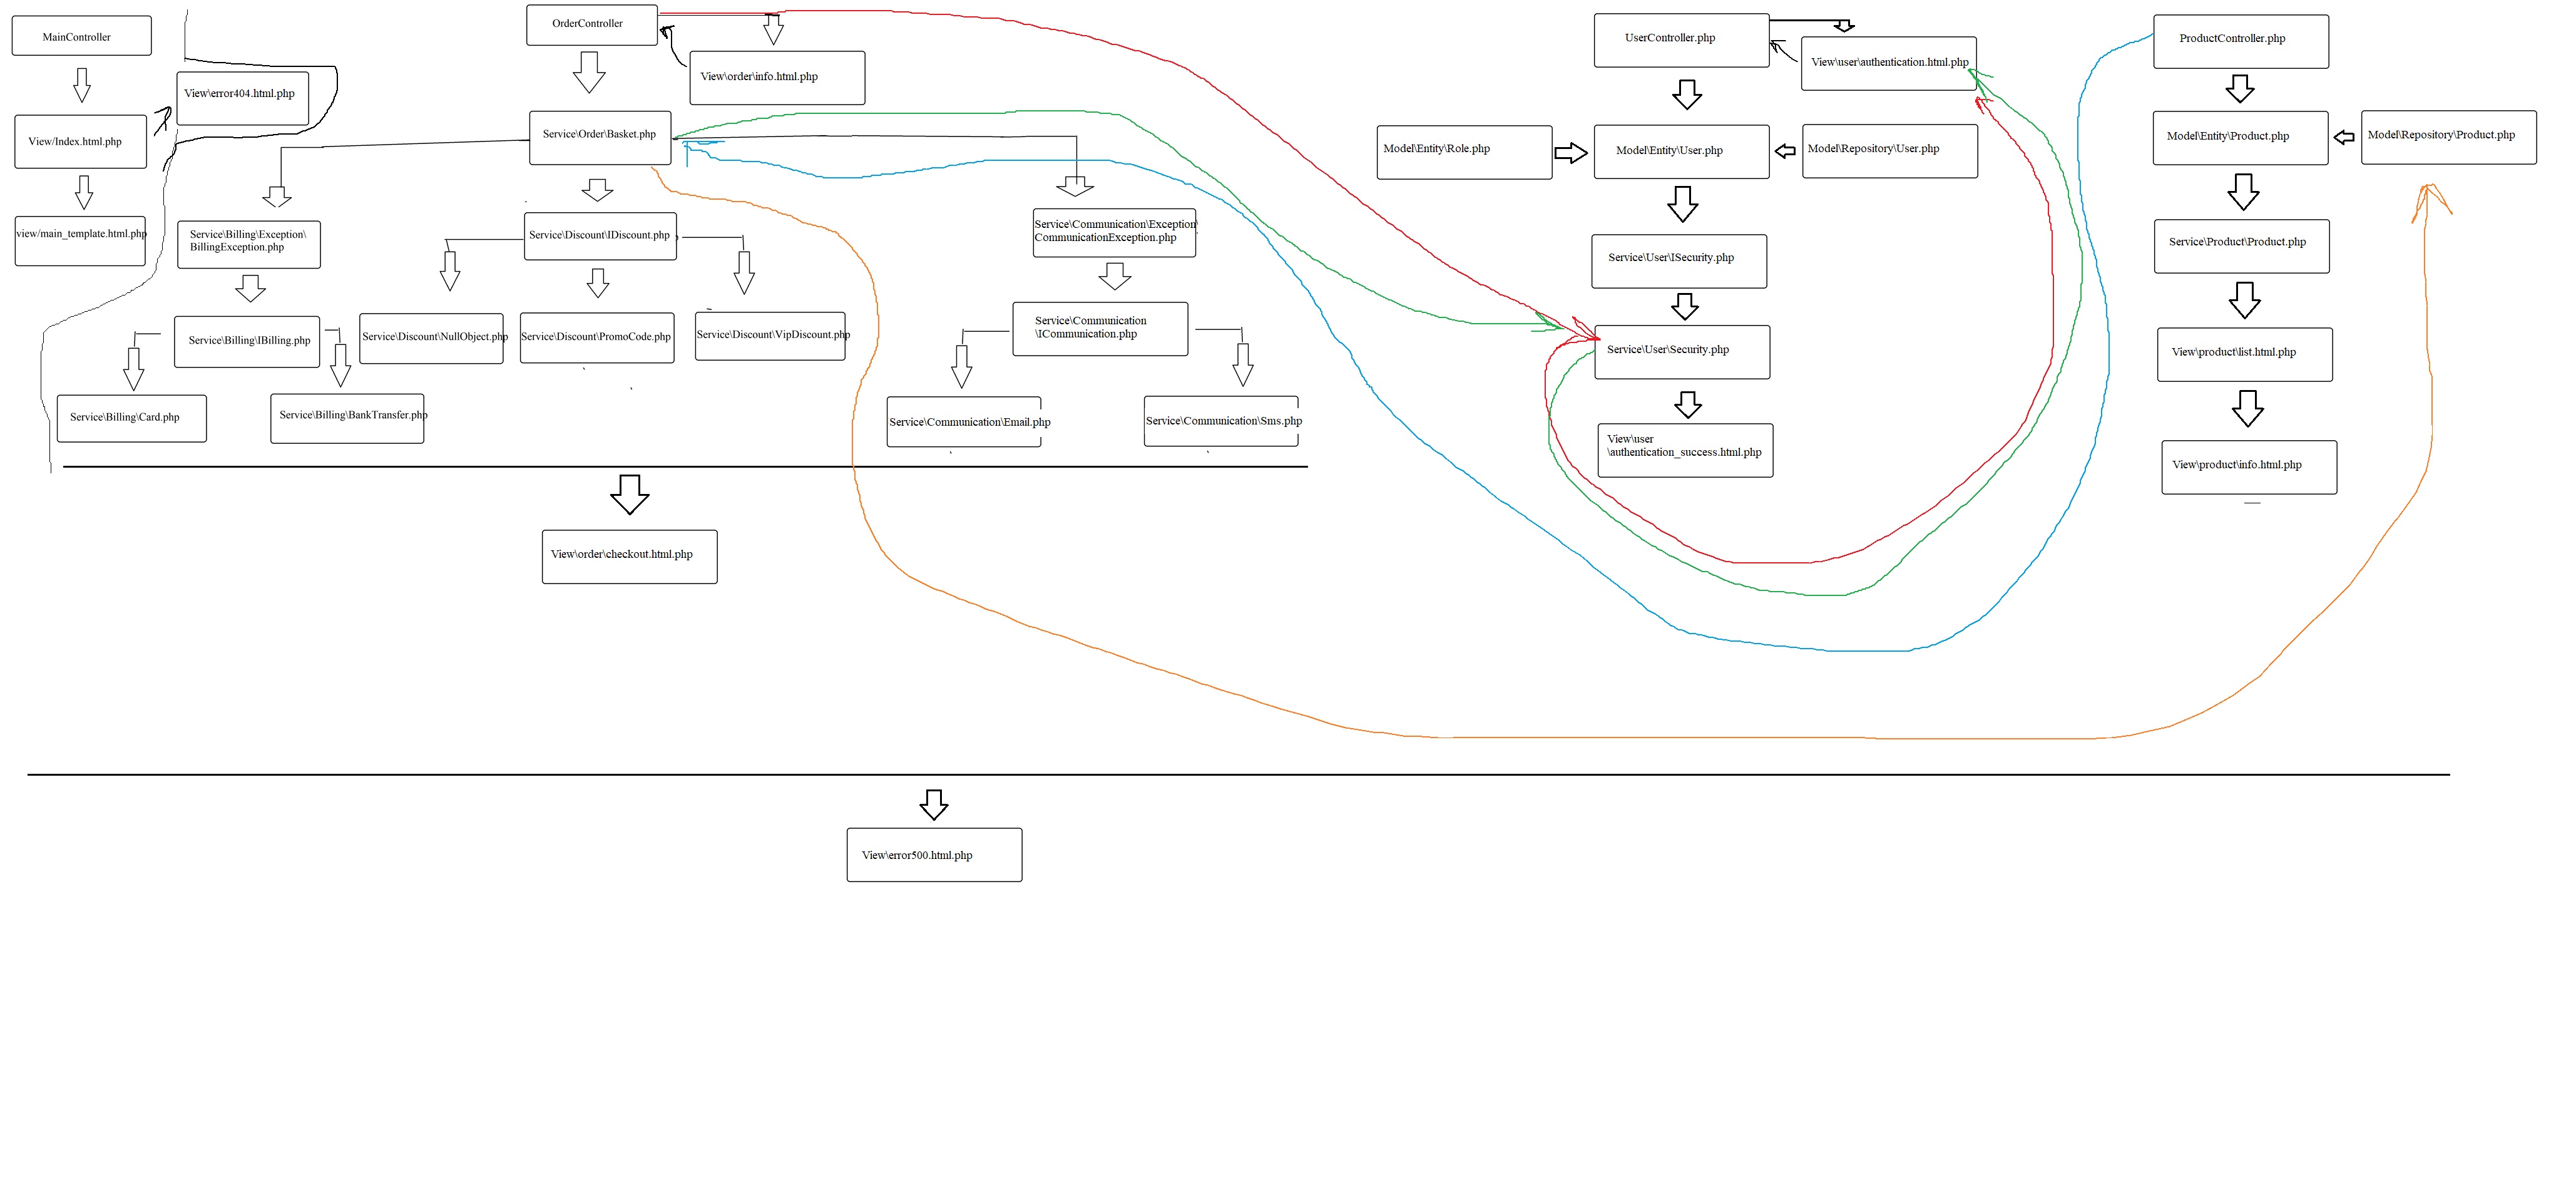 MainController
View/Index.html.php
view/main_template.html.php
View\error404.html.php
OrderController
View\order\info.html.php
Service\Order\Basket.php
Service\Billing\Exception\
BillingException.php
Service\Billing\IBilling.php
Service\Billing\Card.php
Service\Billing\BankTransfer.php
Service\Discount\IDiscount.php
Service\Discount\NullObject.php
Service\Discount\PromoCode.php
Service\Discount\VipDiscount.php
Service\Communication\Exception\
CommunicationException.php
Service\Communication
\ICommunication.php
Service\Communication\Email.php
Service\Communication\Sms.php
View\order\checkout.html.php
UserController.php
View\user\authentication.html.php
Model\Entity\Role.php
Model\Entity\User.php
Model\Repository\User.php
Service\User\ISecurity.php
Service\User\Security.php
View\user
\authentication_success.html.php
ProductController.php
Model\Entity\Product.php
Model\Repository\Product.php
Service\Product\Product.php
View\product\list.html.php
View\product\info.html.php
View\error500.html.php